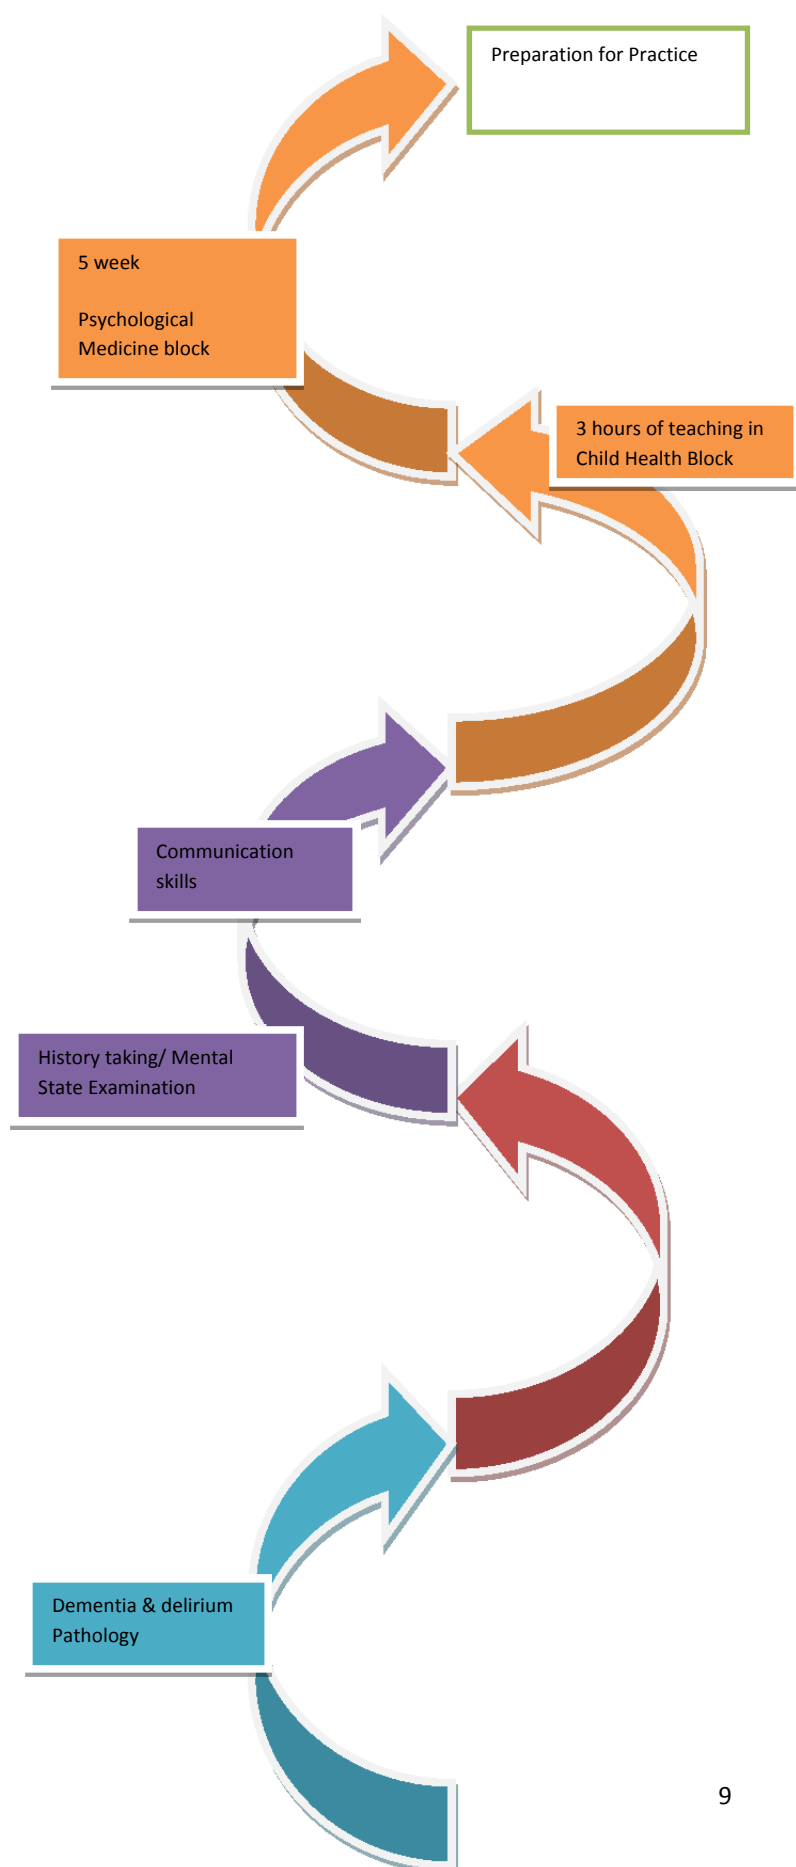 Preparation for Practice
5 week
Psychological
Medicine block
3 hours of teaching in
Child Health Block
Communication
skills
History taking/ Mental
State Examination
Dementia & delirium
Pathology
9